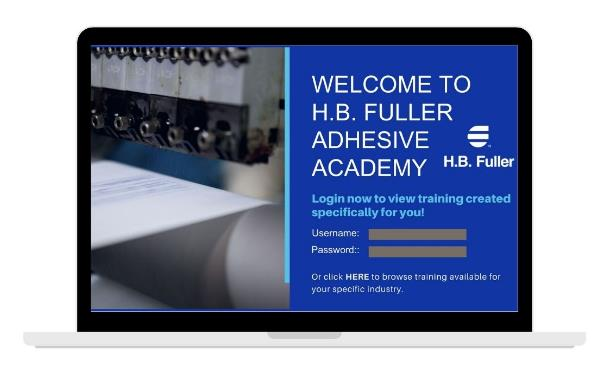 WELCOME TO
H.B. FULLER
ADHESIVE
ACADEMY
H.B. Fuller
Login now to view training created
specifically for you!
Username:
Password::
Or click HERE to browse training available for
your specific industry.